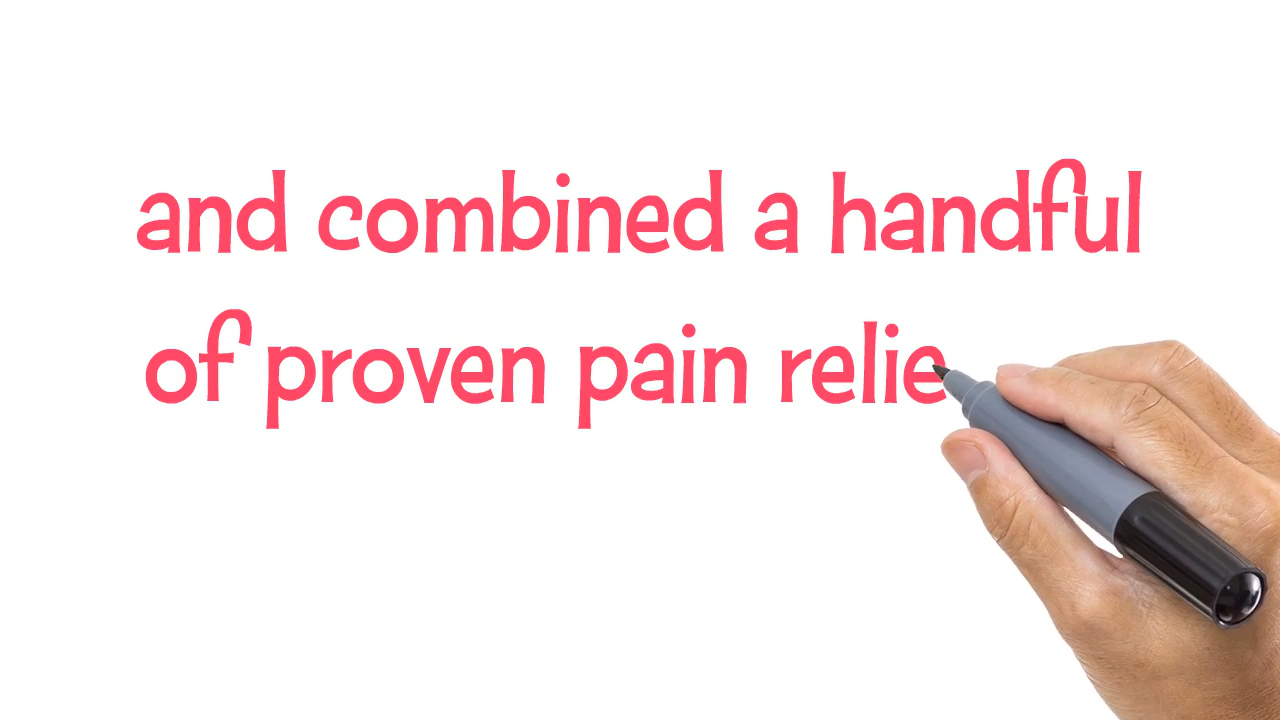 and combined a handful
of proven pain relie